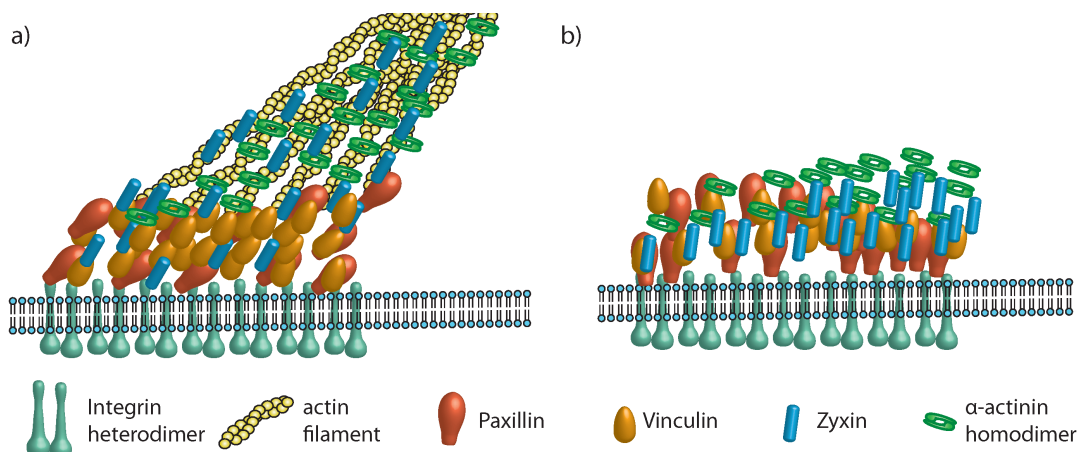 a)
b)
Integrin
heterodimer
actin
filament
Paxillin
Vinculin
Zyxin
α-actinin
homodimer